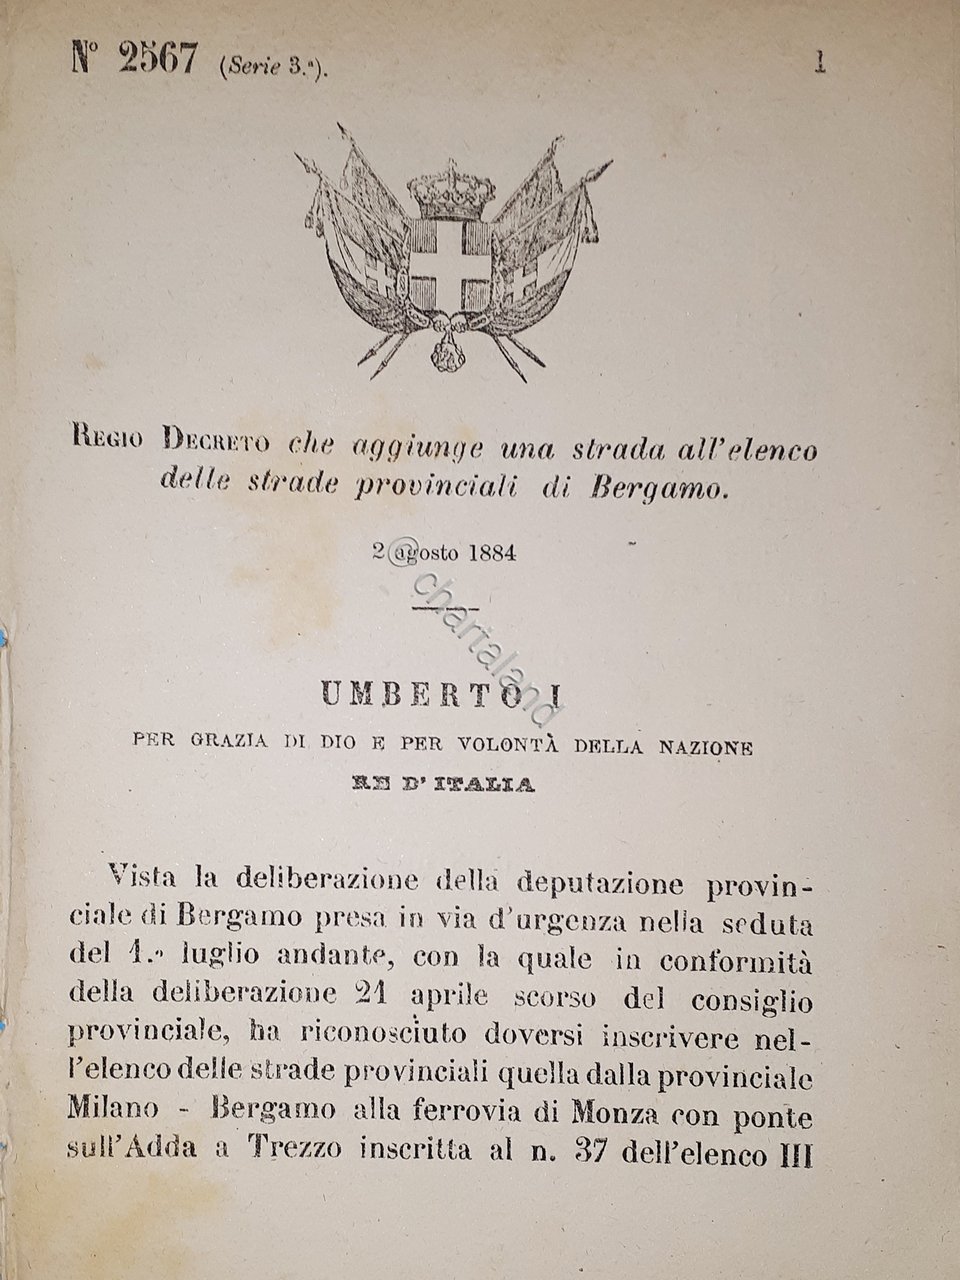 N° 2567 (Serie 3.ª).
1
REGIO DECRETO che aggiunge una strada all'elenco
delle strade provinciali di Bergamo.
2 agosto 1884
@chartaland
UMBERTO I
PER GRAZIA DI DIO E PER VOLONTÀ DELLA NAZIONE
RE D'ITALIA
Vista la deliberazione della deputazione provin-
ciale di Bergamo presa in via d'urgenza nella seduta
del 1.° luglio andante, con la quale in conformità
della deliberazione 21 aprile scorso del consiglio
provinciale, ha riconosciuto doversi inscrivere nel-
l'elenco delle strade provinciali quella dalla provinciale
Milano - Bergamo alla ferrovia di Monza con ponte
sull'Adda a Trezzo inscritta al n. 37 dell'elenco III